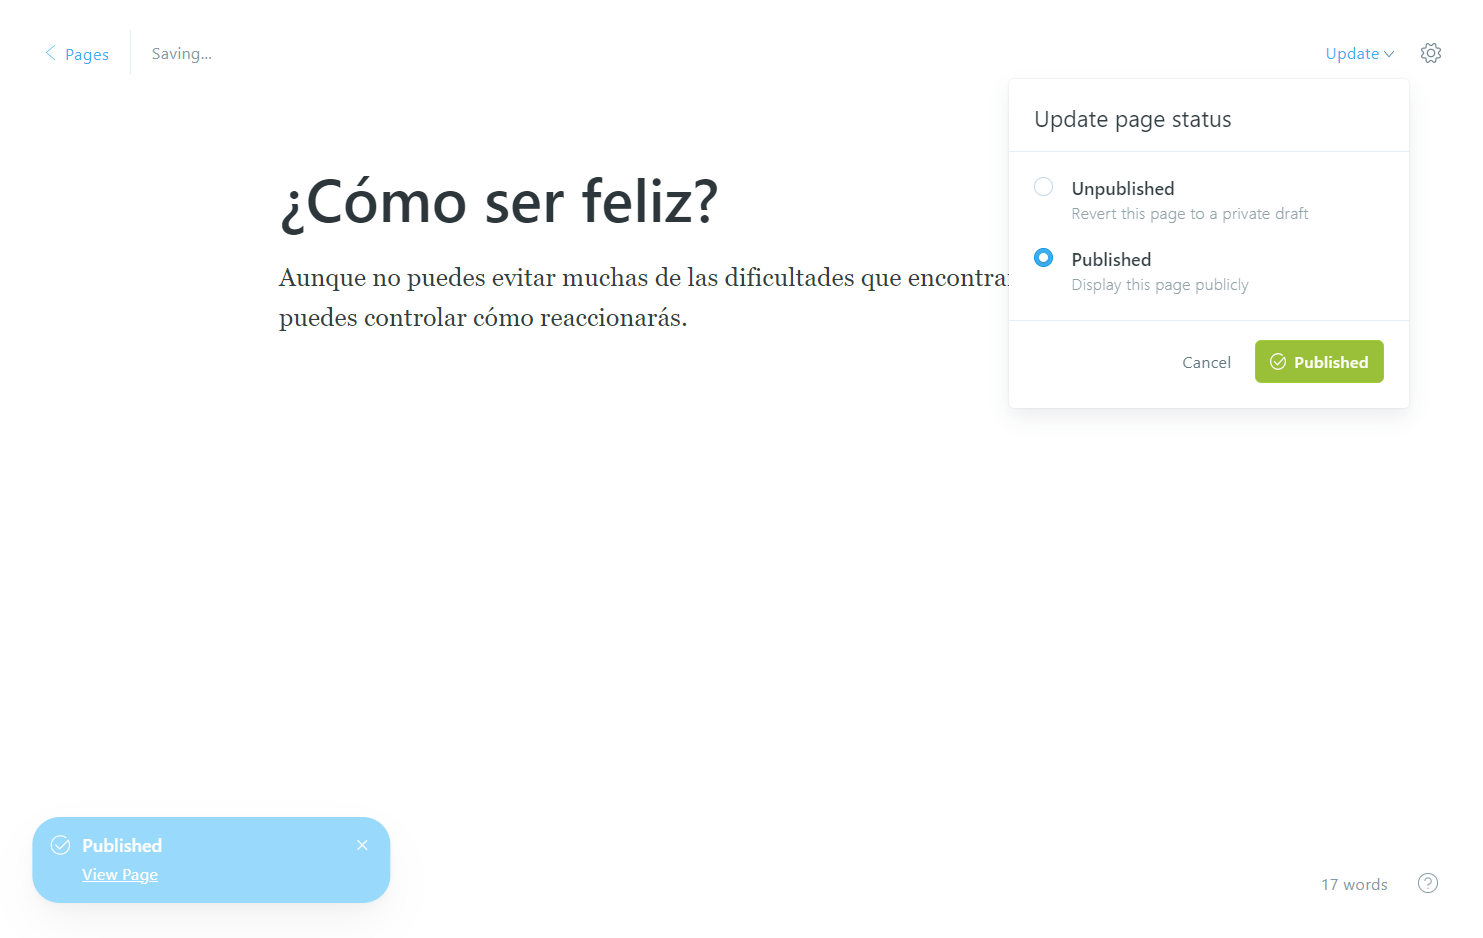 Pages
Saving...
Update
Update page status
Unpublished
Revert this page to a private draft
Published
Display this page publicly
Cancel
Published
¿Cómo ser feliz?
Aunque no puedes evitar muchas de las dificultades que
puedes controlar cómo reaccionarás.
Published
View Page
17 words